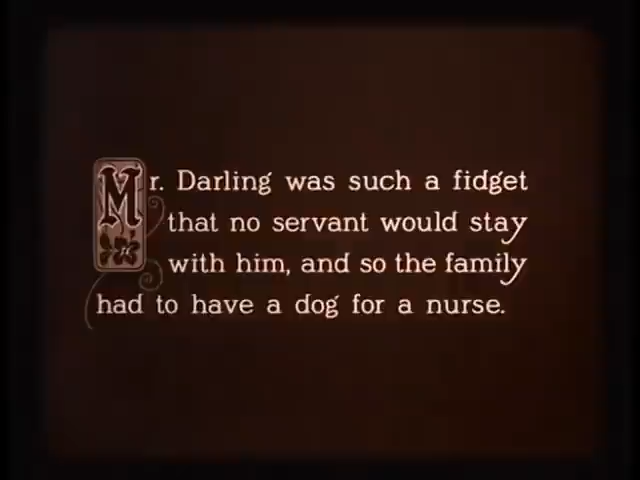 Mr. Darling was such a fidget
that no servant would stay
with him, and so the family
had to have a dog for a nurse.